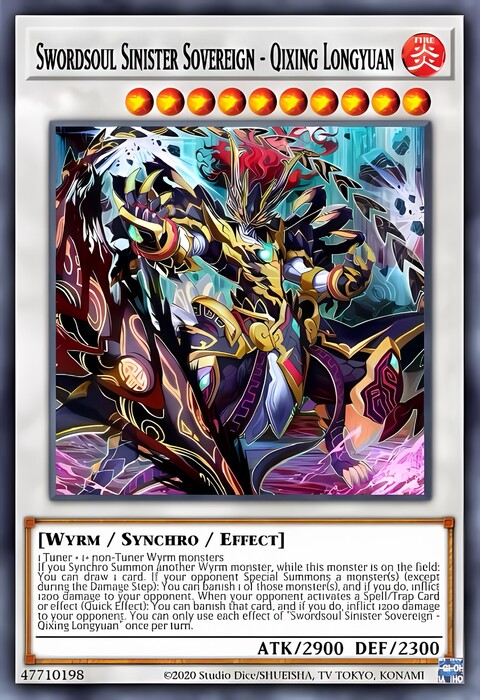 SWORDSOUL SINISTER SOVEREIGN - QIXING LONGYUAN
FIRE
炎
[WYRM / SYNCHRO / EFFECT]
1 Tuner + 1+ non-Tuner Wyrm monsters
If you Synchro Summon another Wyrm monster, while this monster is on the field:
You can draw 1 card. If your opponent Special Summons a monster(s) (except
during the Damage Step): You can banish 1 of those monster(s), and if you do, inflict
1200 damage to your opponent. When your opponent activates a Spell/Trap Card
or effect (Quick Effect): You can banish that card, and if you do, inflict 1200 damage
to your opponent. You can only use each effect of "Swordsoul Sinister Sovereign -
Qixing Longyuan" once per turn.
ATK/2900 DEF/2300
47710198
©2020 Studio Dice/SHUEISHA, TV TOKYO, KONAMI